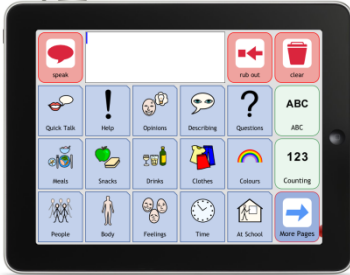 speak
rub out
clear
Quick Talk
Help
Opinions
Describing
Questions
ABC
ABC
Meals
Snacks
Drinks
Clothes
Colours
123
Counting
People
Body
Feelings
Time
At School
More Pages